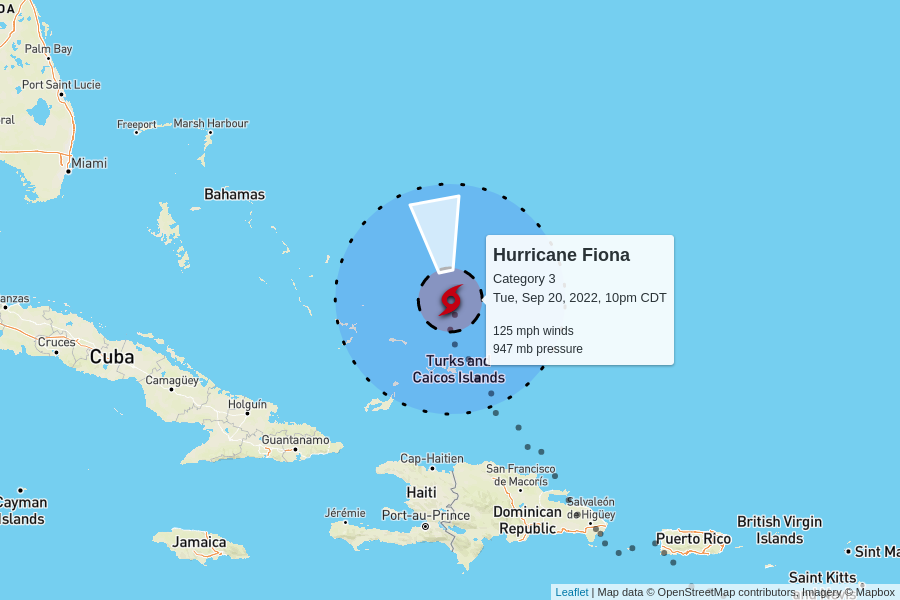 DA
Palm Bay
Port Saint Lucie
ral
Freeport
Marsh Harbour
Miami
Bahamas
Hurricane Fiona
Category 3
Tue, Sep 20, 2022, 10pm CDT
125 mph winds
947 mb pressure
anzas
Cruces
Cuba
Camagüey
Holguín
Guantanamo
Turks and
Caicos Islands
Cap-Haitien
San Francisco
de Macorís
Haiti
Cayman
Islands
Jérémie
Port-au-Prince
Dominican
Republic
Salvaleón
de Higüey
Jamaica
Puerto Rico
British Virgin
Islands
Sint Ma
Saint Kitts
and Nevis
Leaflet | Map data © OpenStreetMap contributors, Imagery © Mapbox